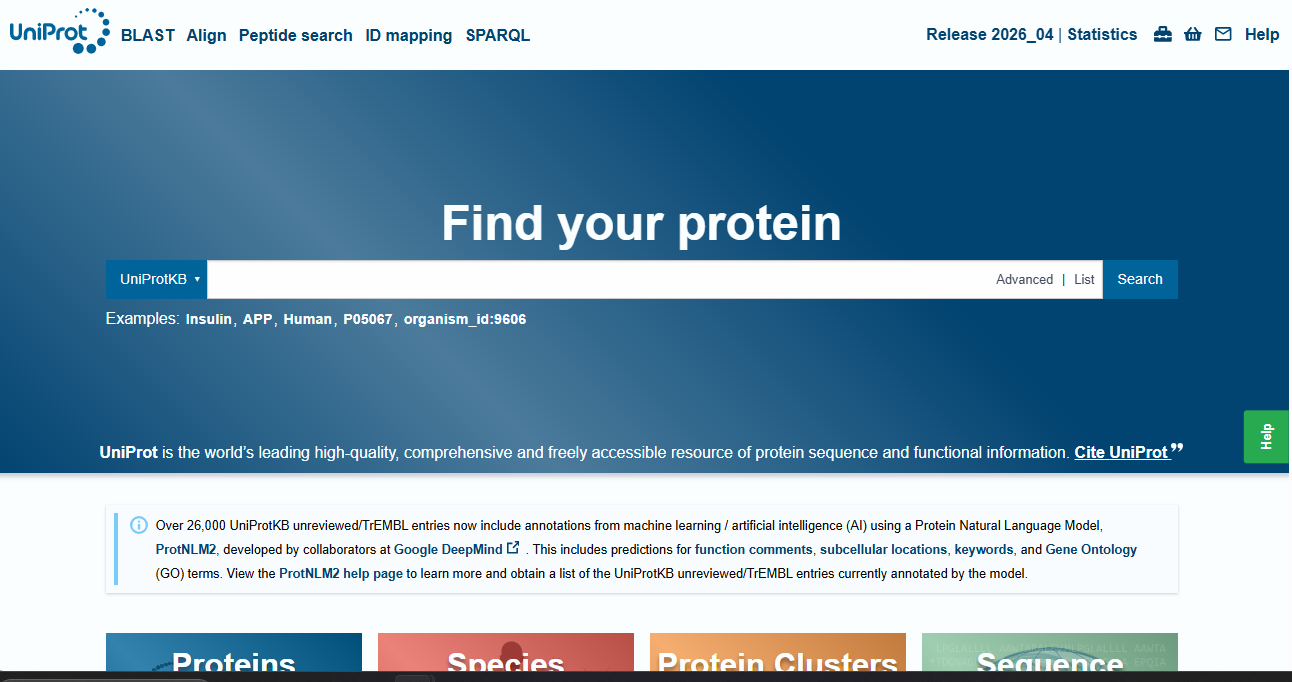 UniProt BLAST Align Peptide search ID mapping SPARQL Release 2026_04 | Statistics Help
Find your protein
UniProtKB ▾ Advanced | List Search
Examples: Insulin, APP, Human, P05067, organism_id:9606
Help
UniProt is the world's leading high-quality, comprehensive and freely accessible resource of protein sequence and functional information. Cite UniProt ”
Over 26,000 UniProtKB unreviewed/TrEMBL entries now include annotations from machine learning / artificial intelligence (AI) using a Protein Natural Language Model,
ProtNLM2, developed by collaborators at Google DeepMind . This includes predictions for function comments, subcellular locations, keywords, and Gene Ontology
(GO) terms. View the ProtNLM2 help page to learn more and obtain a list of the UniProtKB unreviewed/TrEMBL entries currently annotated by the model.
Proteins Species Protein Clusters Sequence